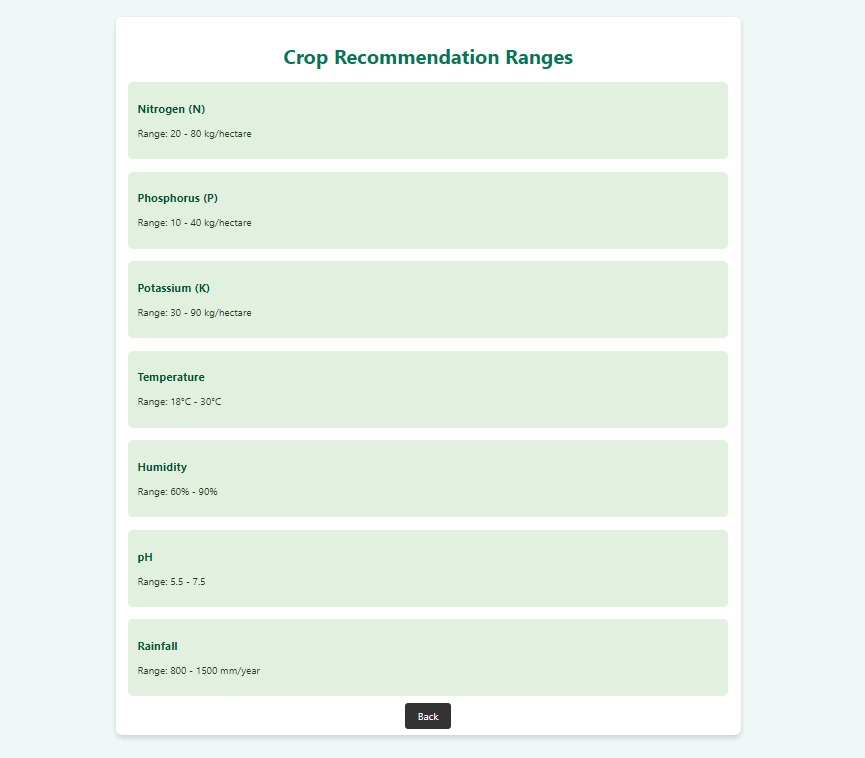 Crop Recommendation Ranges
Nitrogen (N)
Range: 20 - 80 kg/hectare
Phosphorus (P)
Range: 10 - 40 kg/hectare
Potassium (K)
Range: 30 - 90 kg/hectare
Temperature
Range: 18°C - 30°C
Humidity
Range: 60% - 90%
pH
Range: 5.5 - 7.5
Rainfall
Range: 800 - 1500 mm/year
Back